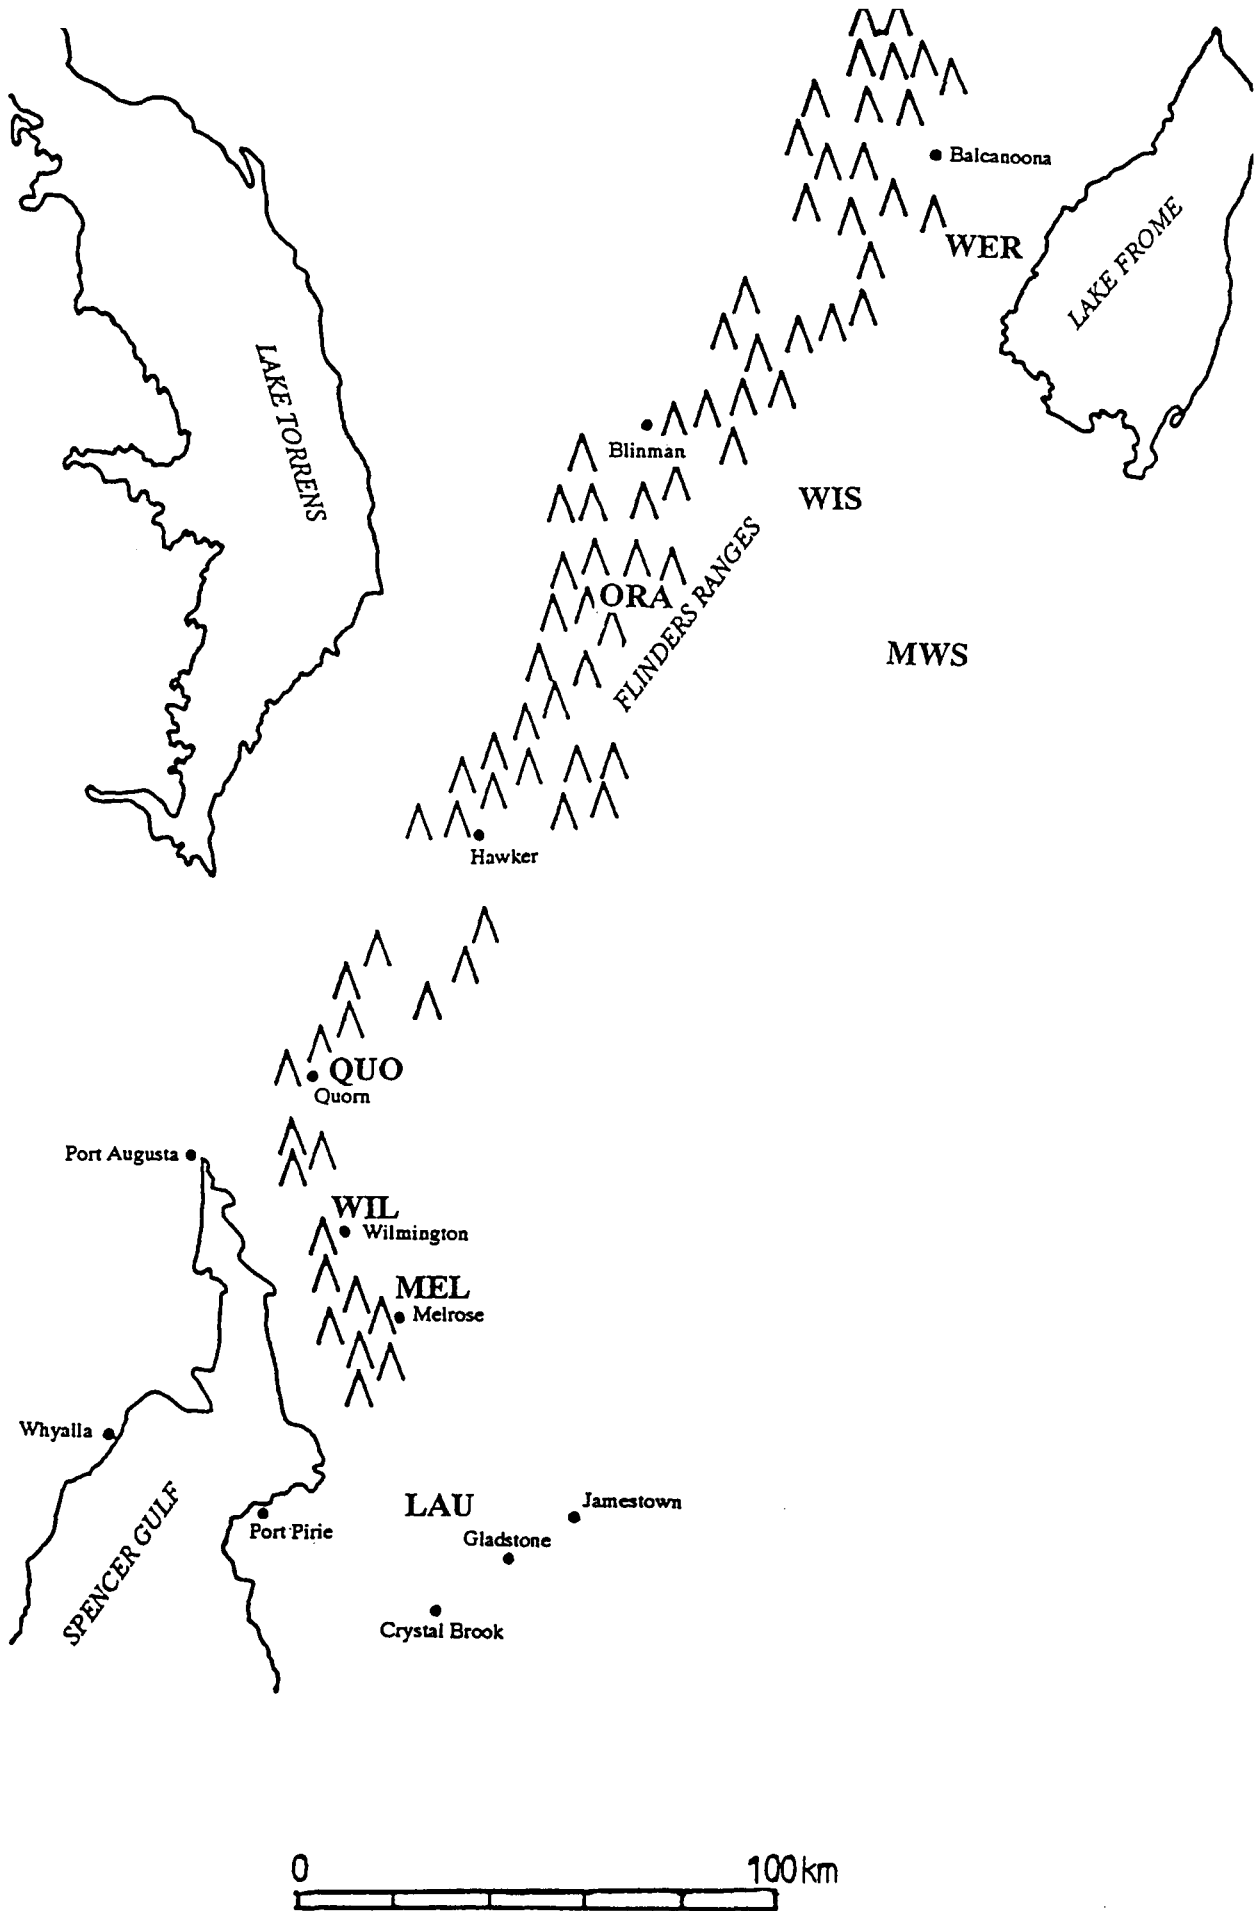 Balcanoona
WER
LAKE FROME
LAKE TORRENS
Blinman
WIS
ORA
FLINDERS RANGES
MWS
Hawker
QUO
Quorn
Port Augusta
WIL
Wilmington
MEL
Melrose
Whyalla
SPENCER GULF
LAU
Jamestown
Port Pirie
Gladstone
Crystal Brook
0 100km